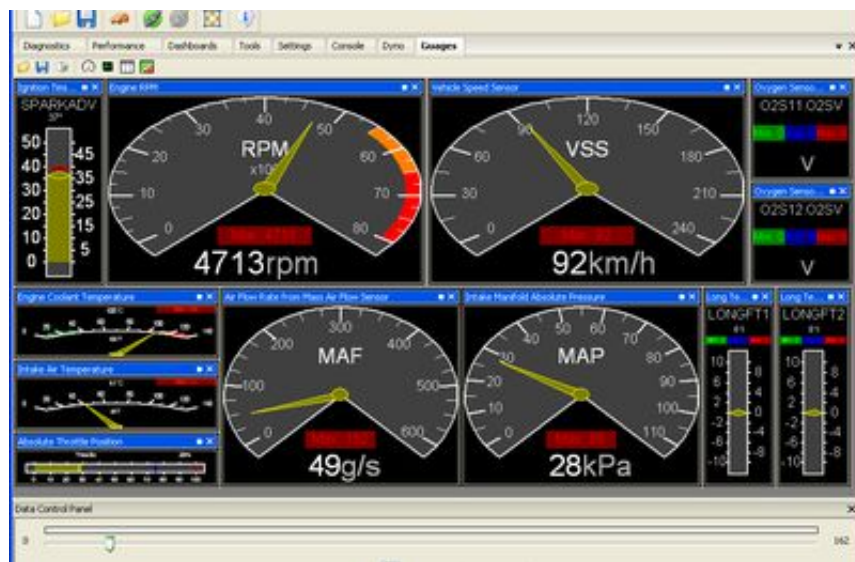 Diagnostics Performance Dashboards Tools Settings Console Dyno Guages
Engine RPM
Vehicle Speed Sensor
Oxygen Senso...
SPARKADV
50
45
40
35
30
25
20
15
10
5
0
0 10 20 30 40 50 60 70 80
RPM
4713rpm
0 30 60 90 120 150 180 210 240
VSS
92km/h
O2S11.O2SV
V
Oxygen Senso...
O2S12.O2SV
V
Engine Coolant Temperature
Intake Air Temperature
Absolute Throttle Position
Air Flow Rate from Mass Air Flow Sensor
0 100 200 300 400 500 600
MAF
49g/s
Intake Manifold Absolute Pressure
0 10 20 30 40 50 60 70 80 90 100 110
MAP
28kPa
Long Te...
LONGFT1
10
8
6
4
2
0
-2
-4
-6
-8
-10
Long Te...
LONGFT2
10
8
6
4
2
0
-2
-4
-6
-8
-10
Data Control Panel
0
162